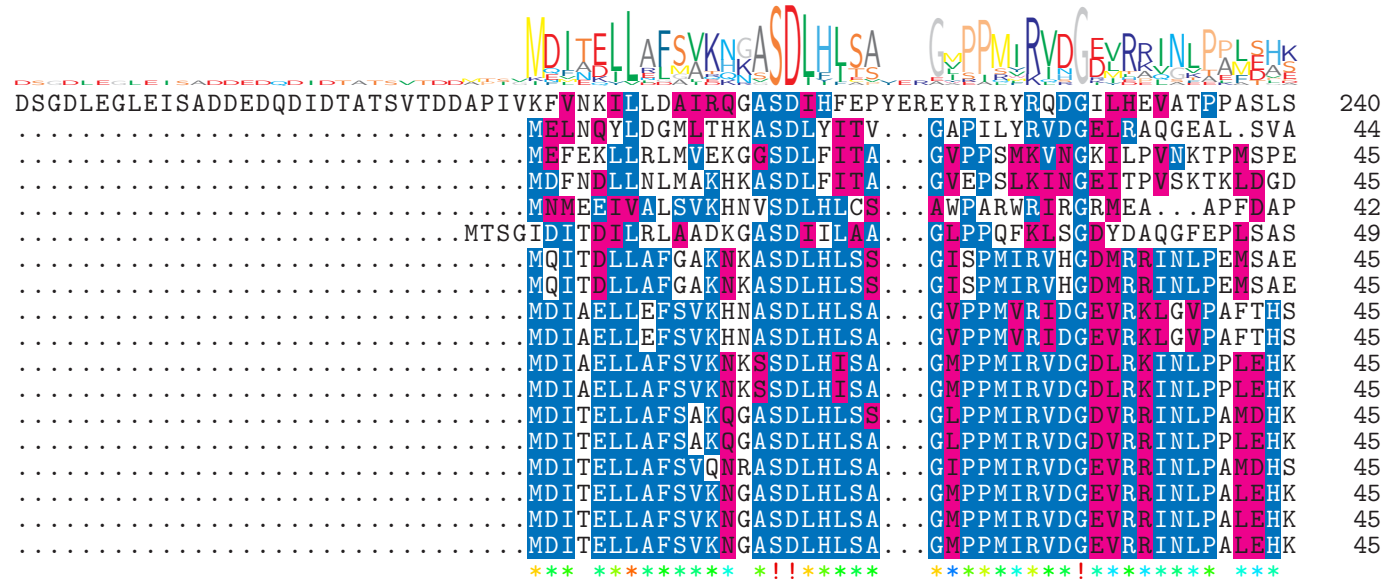 MDITELLAFSVKNGASDLHLSA GMPPMIRVDGEVRRINLPPLEHK
DSGDLEGLEISADDEDQDIDTATSVTDD
DSGDLEGLEISADDEDQDIDTATSVTDDAPIVKFVNKILLDAIRQGASDIHFEPYEREYRIRYRQDGILHEVATPPASLS 240
................................MELNQYLDGMLTHKASDLYITV...GAPILYRVDGELRAQGEAL.SVA 44
................................MEFEKLLRLMVEKGGSDLFITA...GVPPSMKVNGKILPVNKTPMSPE 45
................................MDFNDLLNLMAKHKASDLFITA...GVEPSLKINGEITPVSKTKLDGD 45
................................MNMEEIVALSVKHNVSDLHLCS...AWPARWRIRGRMEA...APFDAP 42
............................MTSGIDITDILRLAADKGASDIILAA...GLPPQFKLSGDYDAQGFEPLSAS 49
................................MQITDLLAFGAKNKASDLHLSS...GISPMIRVHGDMRRINLPEMSAE 45
................................MQITDLLAFGAKNKASDLHLSS...GISPMIRVHGDMRRINLPEMSAE 45
................................MDIAELLEFSVKHNASDLHLSA...GVPPMVRIDGEVRKLGVPAFTHS 45
................................MDIAELLEFSVKHNASDLHLSA...GVPPMVRIDGEVRKLGVPAFTHS 45
................................MDIAELLAFSVKNKSSDLHISA...GMPPMIRVDGDLRKINLPPLEHK 45
................................MDIAELLAFSVKNKSSDLHISA...GMPPMIRVDGDLRKINLPPLEHK 45
................................MDITELLAFSAKQGASDLHLSS...GLPPMIRVDGDVRRINLPAMDHK 45
................................MDITELLAFSAKQGASDLHLSA...GLPPMIRVDGDVRRINLPPLEHK 45
................................MDITELLAFSVQNRASDLHLSA...GIPPMIRVDGEVRRINLPAMDHS 45
................................MDITELLAFSVKNGASDLHLSA...GMPPMIRVDGEVRRINLPALEHK 45
................................MDITELLAFSVKNGASDLHLSA...GMPPMIRVDGEVRRINLPALEHK 45
................................MDITELLAFSVKNGASDLHLSA...GMPPMIRVDGEVRRINLPALEHK 45
*** ********* *!!*****   *********!******** ***